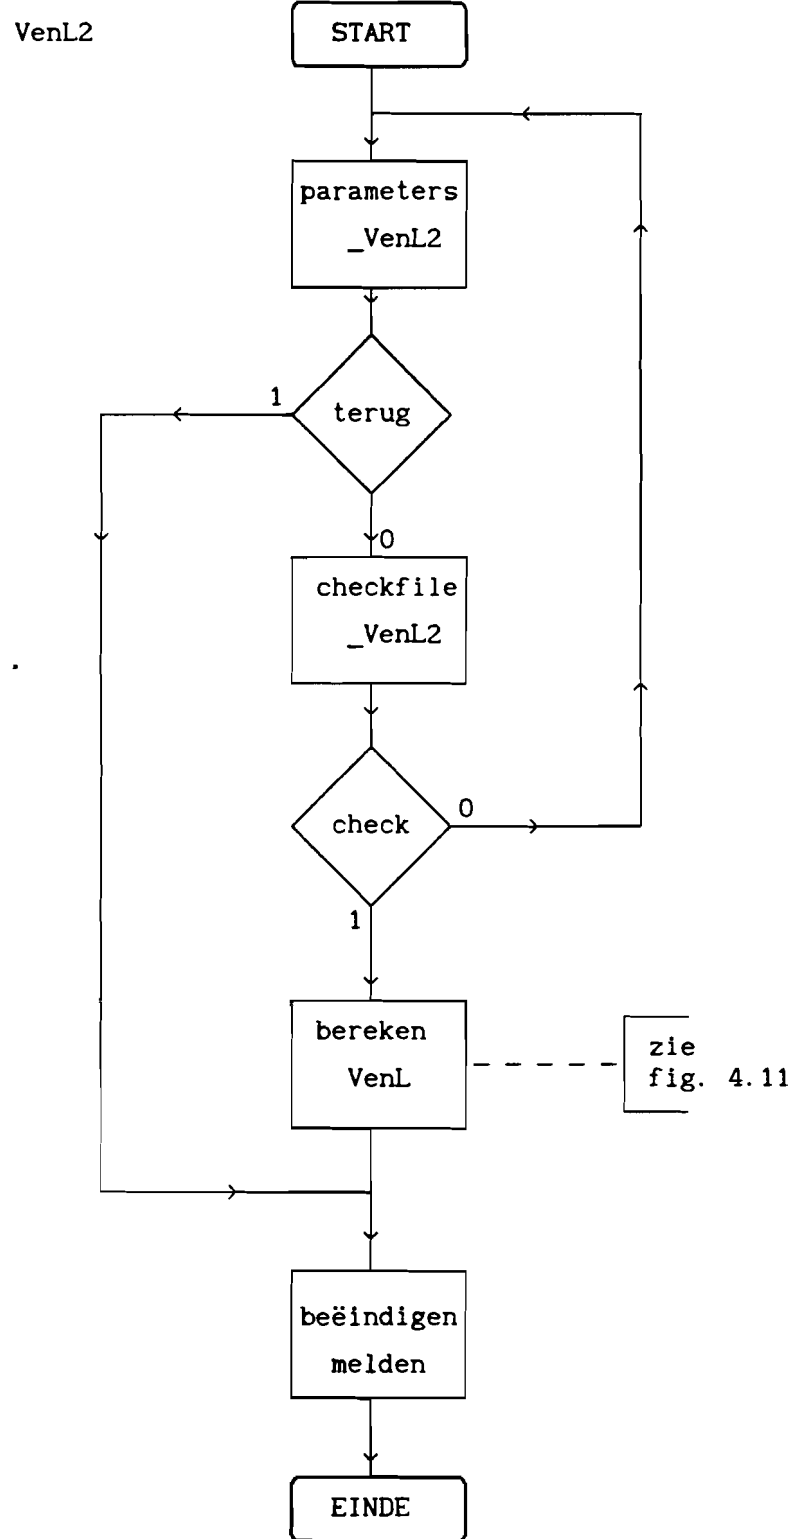 VenL2
START
parameters
_VenL2
1
terug
0
checkfile
_VenL2
0
check
1
bereken
VenL
zie
fig. 4.11
beëindigen
melden
EINDE